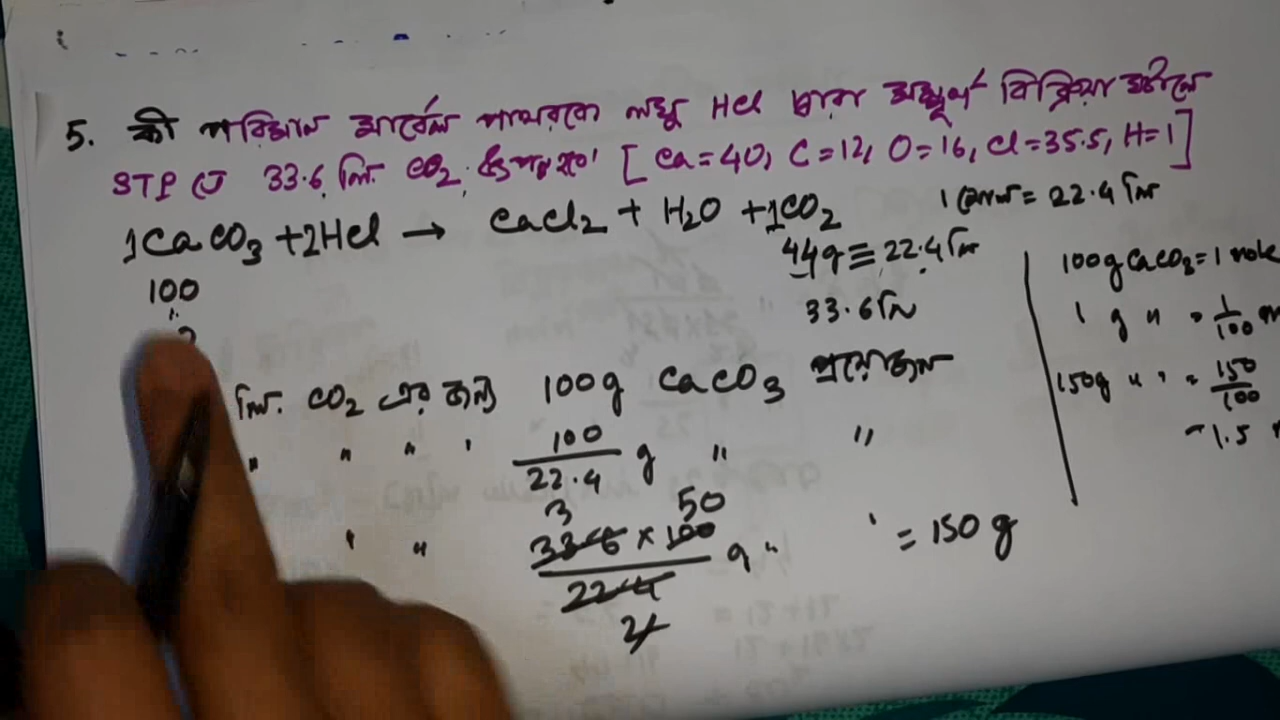 5. কী পরিমান মার্বেল পাথরকে লঘু HCl দ্বারা সম্পূর্ণ বিক্রিয়া ঘটালে
STP তে 33.6 লি. CO2 উৎপন্ন হবে [Ca=40, C=12, O=16, Cl=35.5, H=1]
1CaCO3 + 2HCl → CaCl2 + H2O + 1CO2
1 মোল = 22.4 লি
100
44g ≡ 22.4 লি
33.6 লি
লি. CO2 এর জন্য 100g CaCO3 প্রয়োজন
" " " ' 100/22.4 g " "
' " 33.6 × 100/22.4 g " ' = 150 g
3 50
2
100g CaCO3 = 1 mole
1 g " = 1/100 m
150g " ' = 150/100
= 1.5